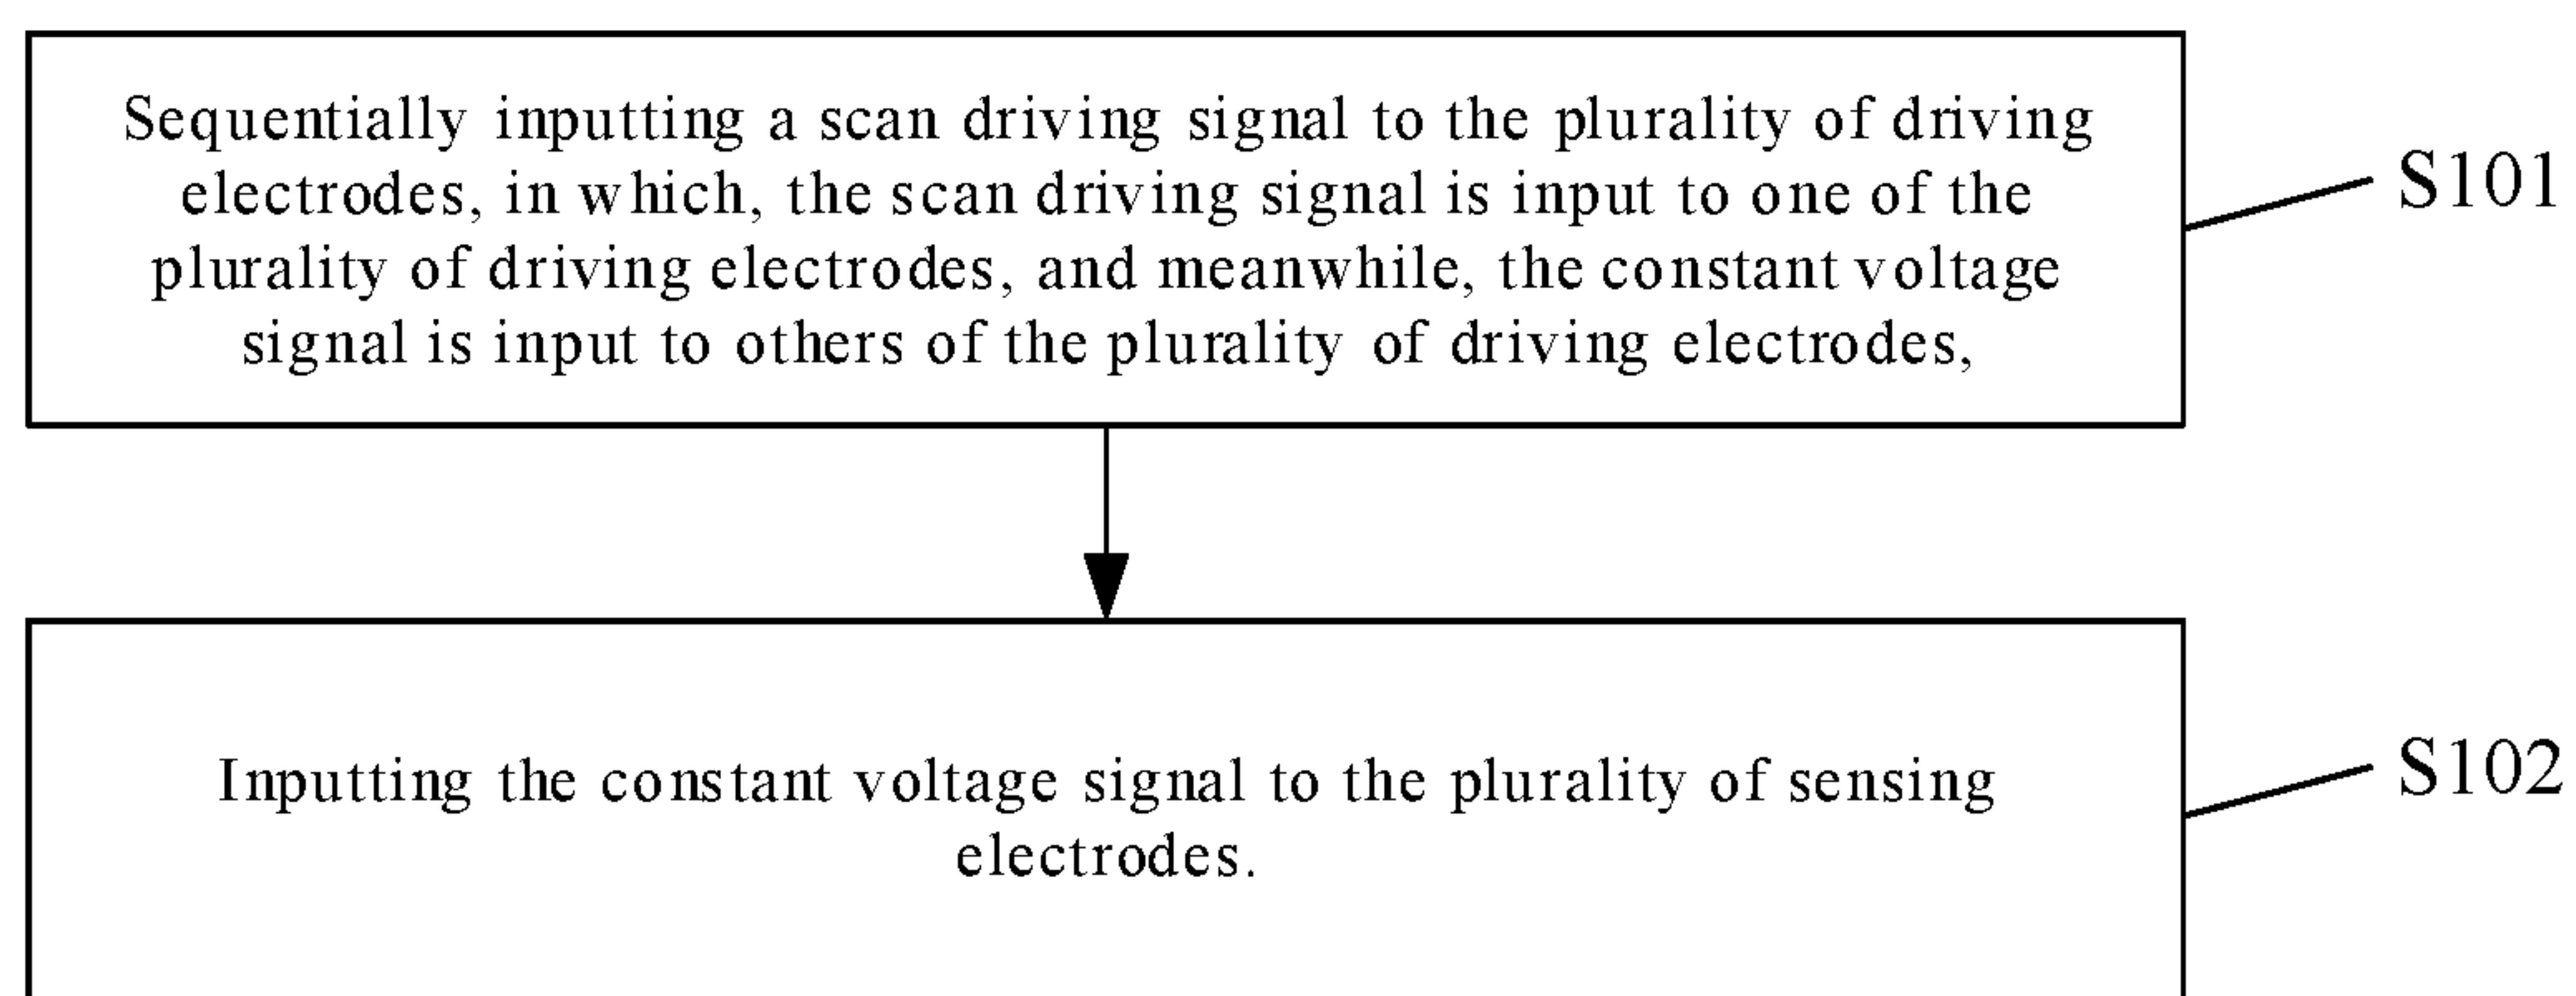 Sequentially inputting a scan driving signal to the plurality of driving
electrodes, in which, the scan driving signal is input to one of the
plurality of driving electrodes, and meanwhile, the constant voltage
signal is input to others of the plurality of driving electrodes,
S101
Inputting the constant voltage signal to the plurality of sensing
electrodes.
S102